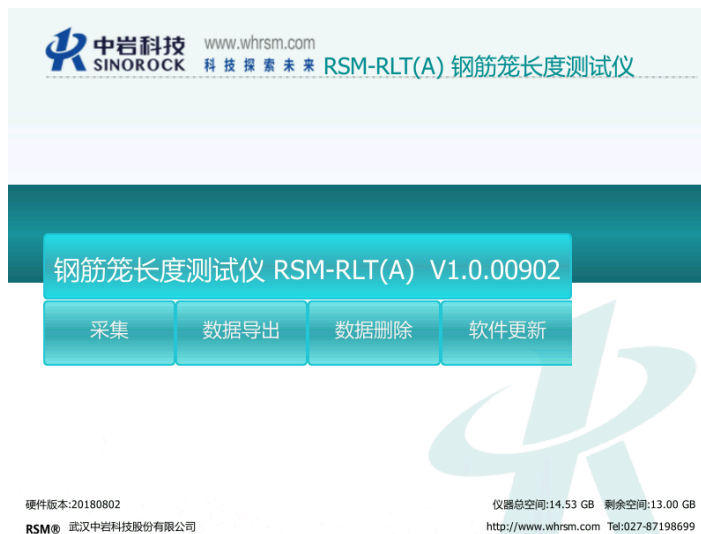 中岩科技 www.whrsm.com
SINOROCK 科技探索未来 RSM-RLT(A) 钢筋笼长度测试仪
钢筋笼长度测试仪 RSM-RLT(A) V1.0.00902
采集 数据导出 数据删除 软件更新
硬件版本:20180802 仪器总空间:14.53 GB 剩余空间:13.00 GB
RSM® 武汉中岩科技股份有限公司 http://www.whrsm.com Tel:027-87198699